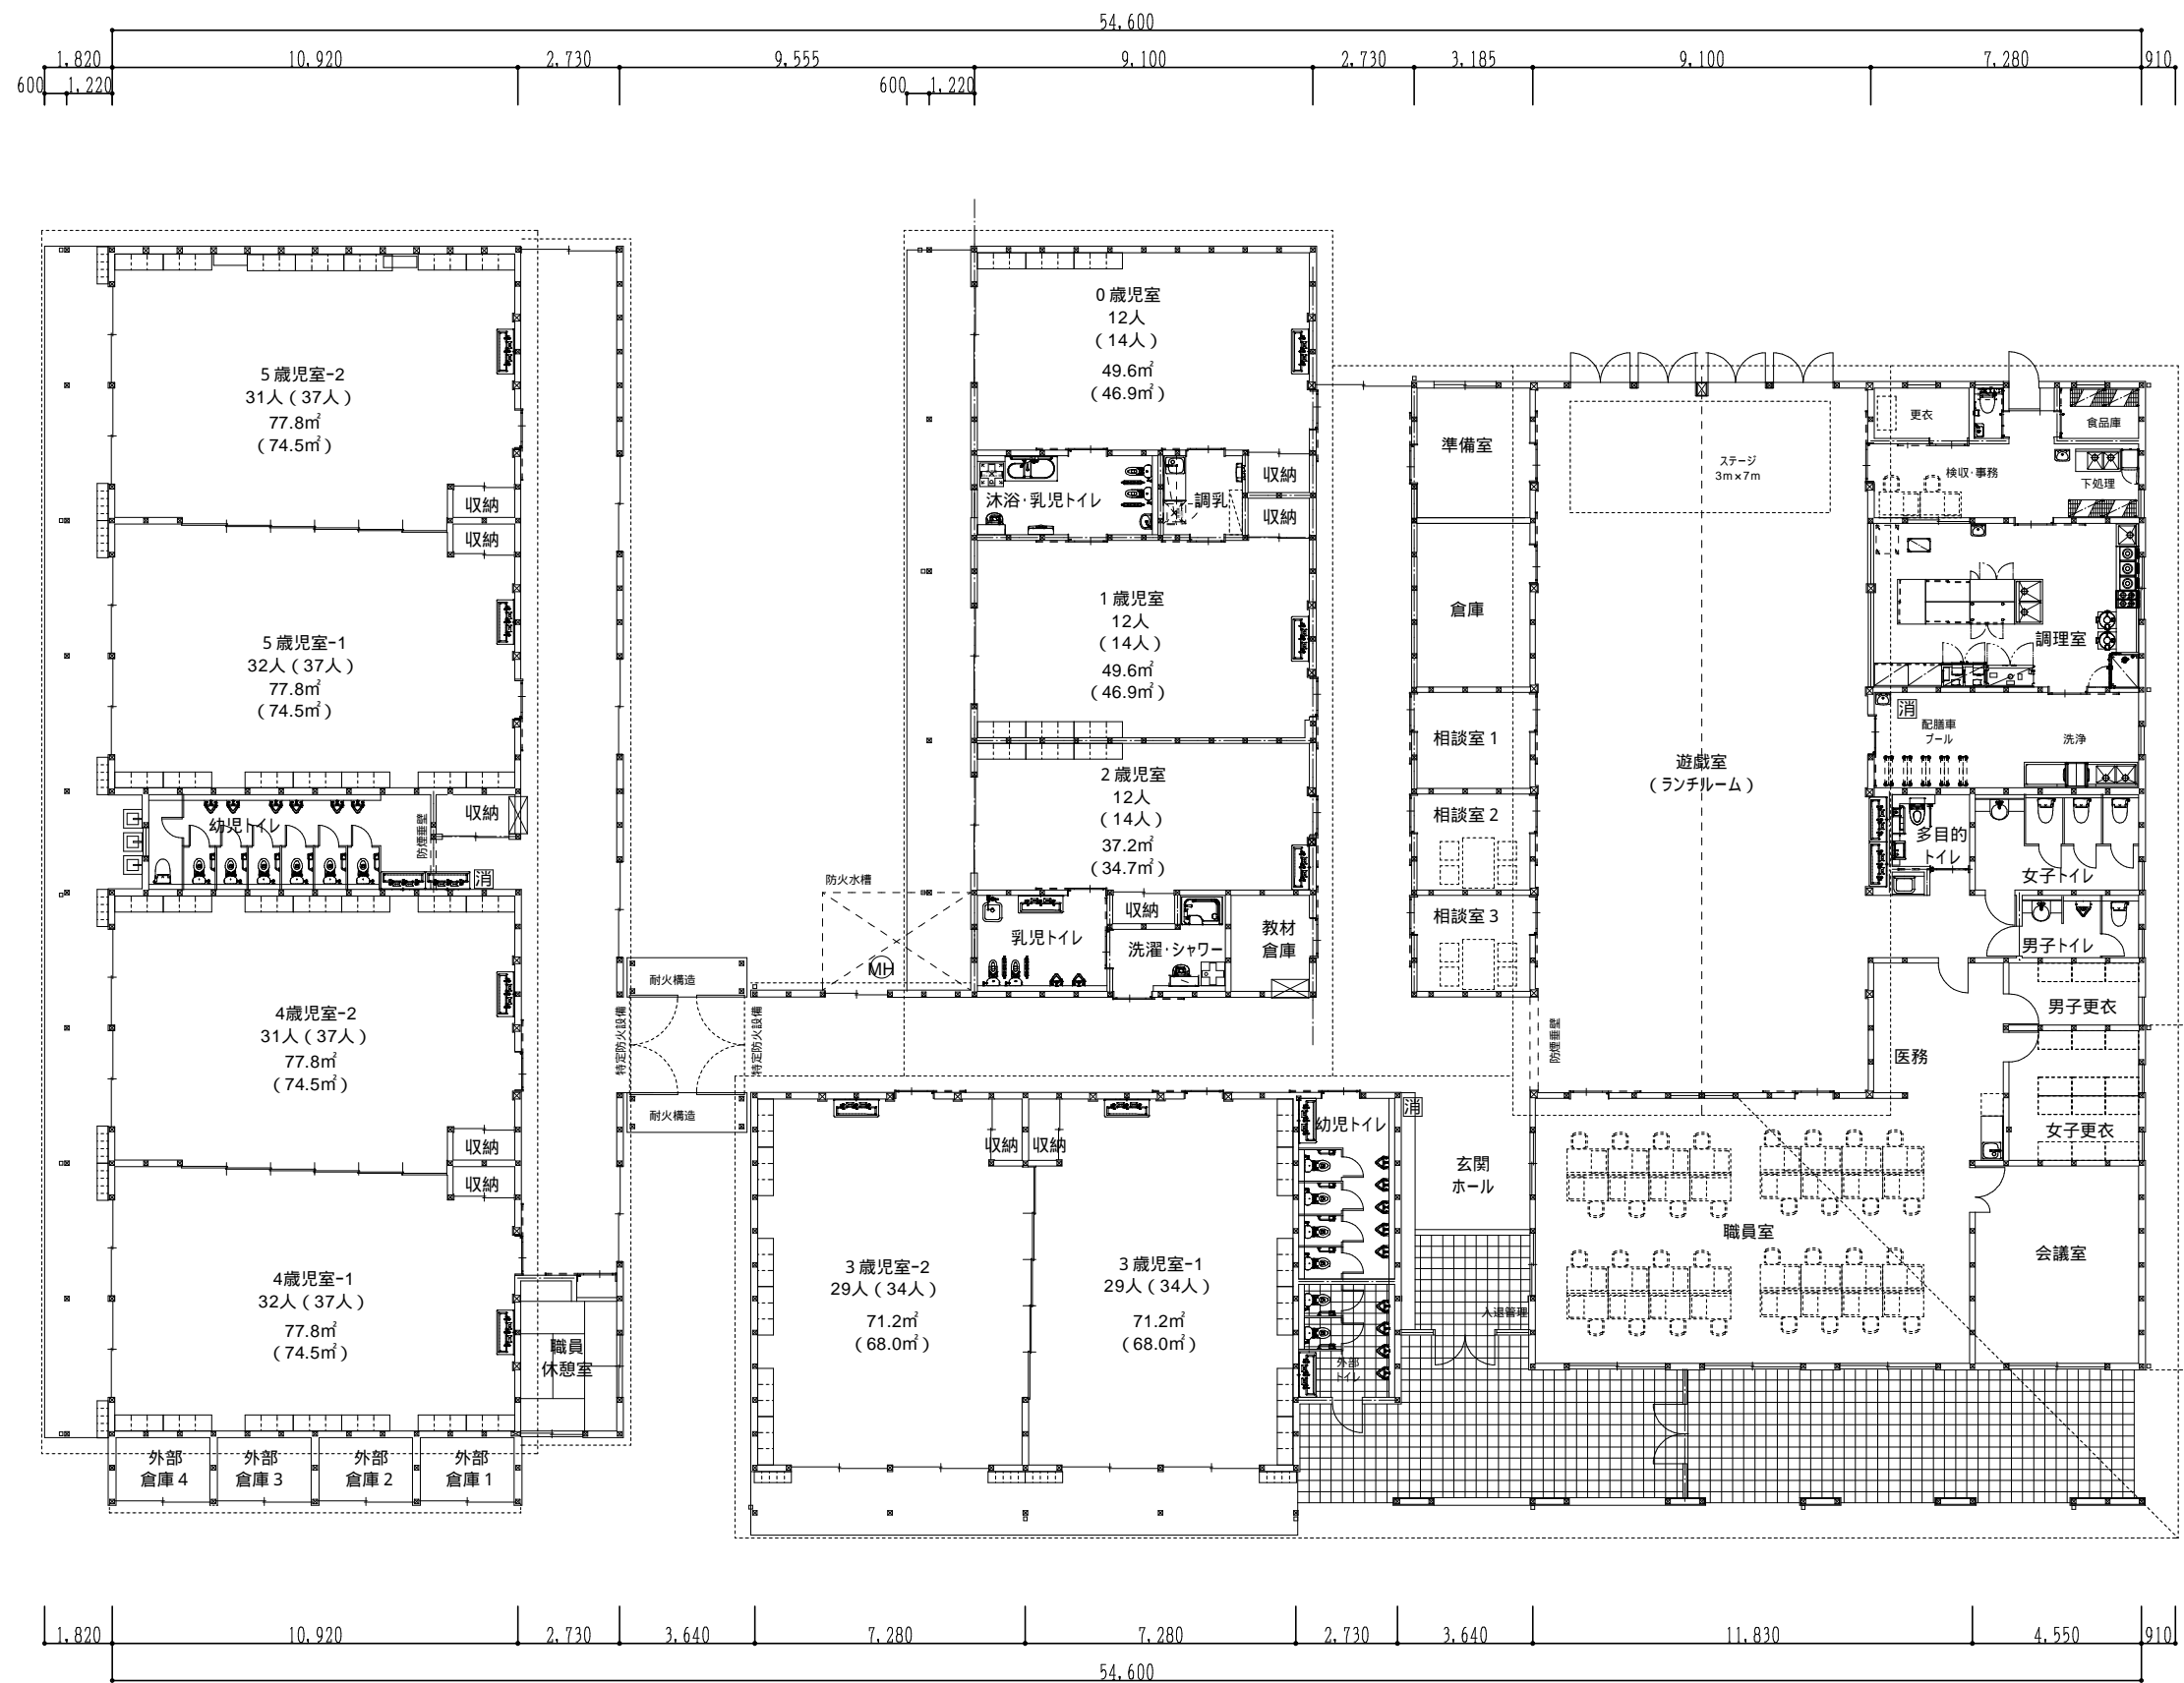 54,600
1,820 10,920 2,730 9,555 9,100 2,730 3,185 9,100 7,280 910
600 1,220 600 1,220
5歳児室-2
31人(37人)
77.8㎡
(74.5㎡)
収納
収納
5歳児室-1
32人(37人)
77.8㎡
(74.5㎡)
幼児トイレ
防煙垂壁
収納
消
4歳児室-2
31人(37人)
77.8㎡
(74.5㎡)
収納
収納
4歳児室-1
32人(37人)
77.8㎡
(74.5㎡)
職員
休憩室
外部
倉庫4
外部
倉庫3
外部
倉庫2
外部
倉庫1
特定防火設備
耐火構造
耐火構造
特定防火設備
防火水槽
MH
0歳児室
12人
(14人)
49.6㎡
(46.9㎡)
沐浴・乳児トイレ
調乳
収納
収納
1歳児室
12人
(14人)
49.6㎡
(46.9㎡)
2歳児室
12人
(14人)
37.2㎡
(34.7㎡)
乳児トイレ
収納
洗濯・シャワー
教材
倉庫
収納
収納
3歳児室-2
29人(34人)
71.2㎡
(68.0㎡)
3歳児室-1
29人(34人)
71.2㎡
(68.0㎡)
幼児トイレ
外部
トイレ
消
玄関
ホール
入退管理
準備室
倉庫
相談室1
相談室2
相談室3
防煙垂壁
ステージ
3m×7m
遊戯室
(ランチルーム)
更衣
食品庫
検収・事務
下処理
調理室
消
配膳車
プール
洗浄
多目的
トイレ
女子トイレ
男子トイレ
男子更衣
医務
女子更衣
職員室
会議室
1,820 10,920 2,730 3,640 7,280 7,280 2,730 3,640 11,830 4,550 910
54,600